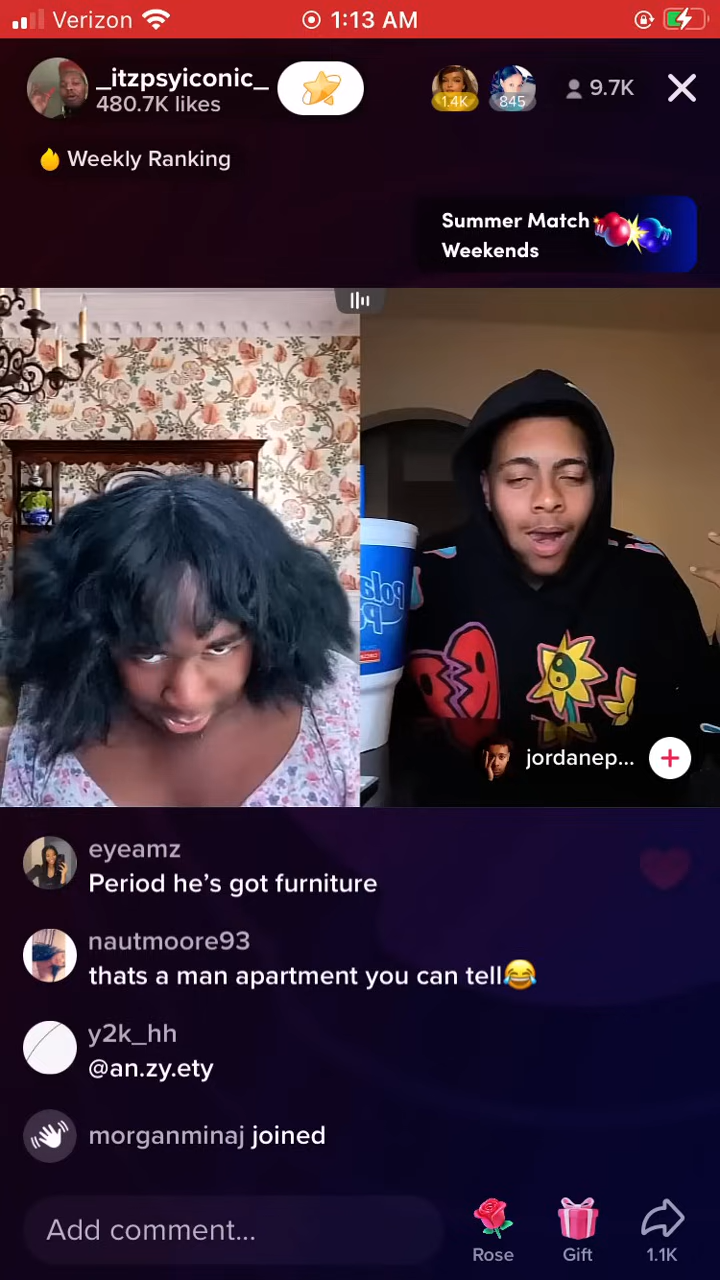 Verizon 1:13 AM
_itzpsyiconic_
480.7K likes
1.4K
845
9.7K
Weekly Ranking
Summer Match
Weekends
Pola
P
jordanep...
eyeamz
Period he's got furniture
nautmoore93
thats a man apartment you can tell😂
y2k_hh
@an.zy.ety
morganminaj joined
Add comment...
Rose
Gift
1.1K